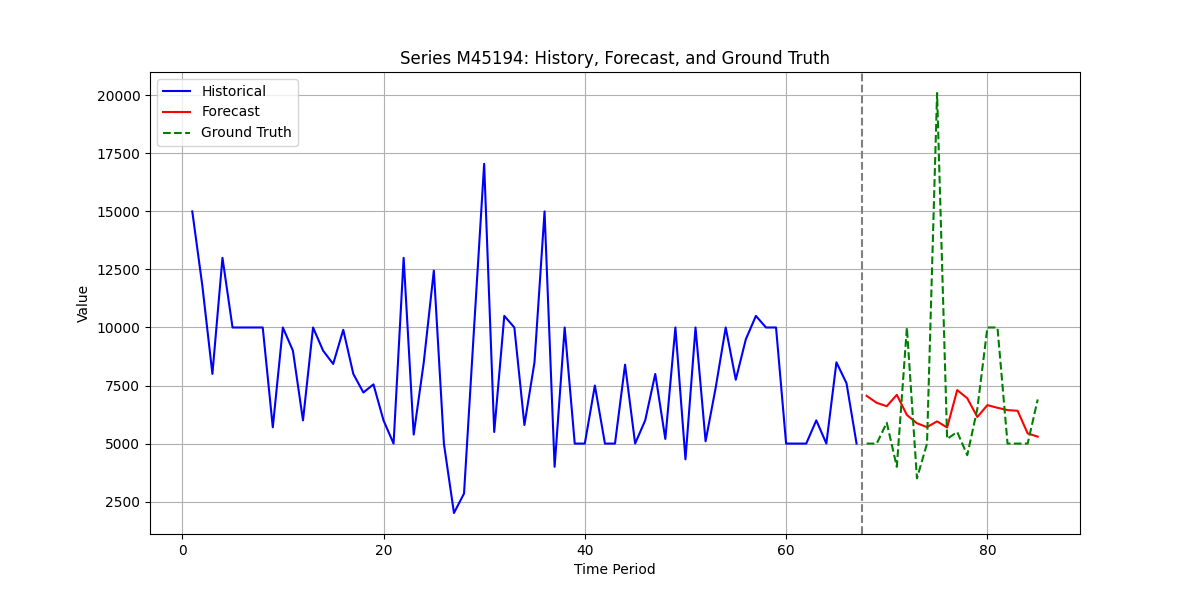 Series M45194: History, Forecast, and Ground Truth
Historical
Forecast
Ground Truth
20000
17500
15000
12500
10000
7500
5000
2500
Value
0
20
40
60
80
Time Period